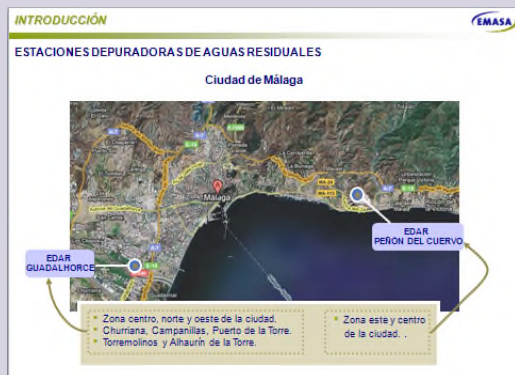 INTRODUCCIÓN
EMASA
ESTACIONES DEPURADORAS DE AGUAS RESIDUALES
Ciudad de Málaga
Málaga
EDAR
PEÑÓN DEL CUERVO
EDAR
GUADALHORCE
Zona centro, norte y oeste de la ciudad.
Churriana, Campanillas, Puerto de la Torre.
Torremolinos y Alhaurín de la Torre.
Zona este y centro
de la ciudad. .